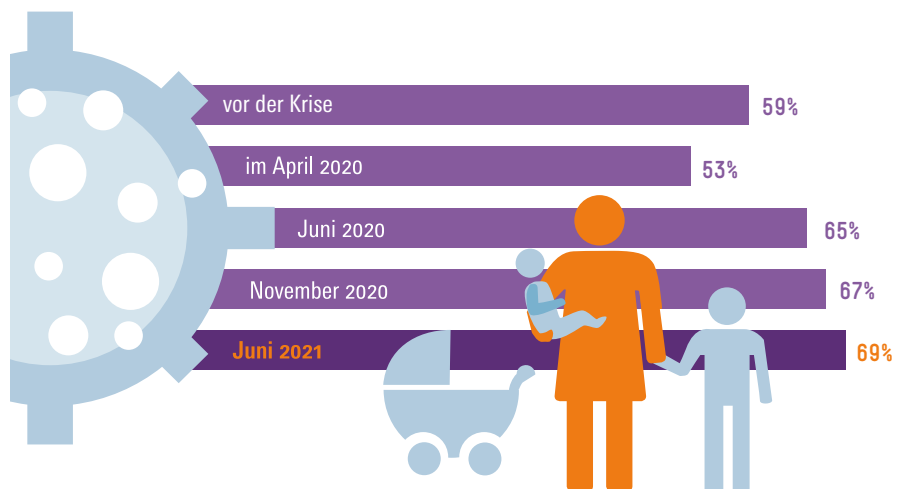 vor der Krise 59%
im April 2020 53%
Juni 2020 65%
November 2020 67%
Juni 2021 69%